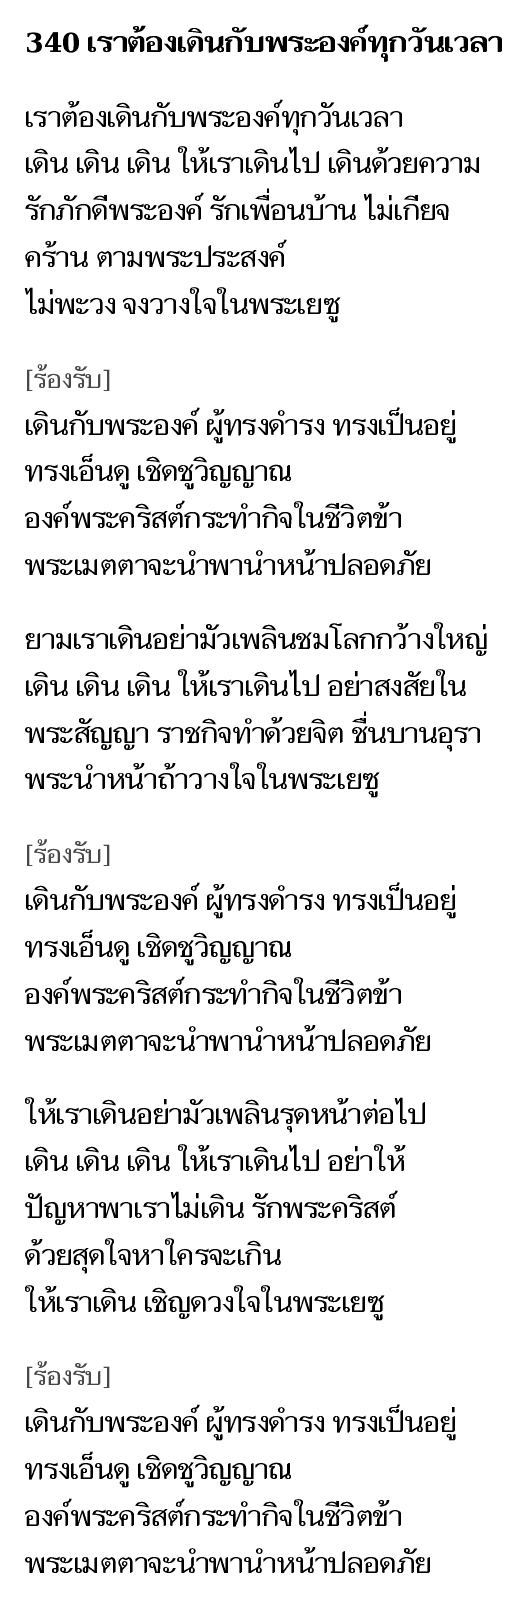 340 เราต้องเดินกับพระองค์ทุกวันเวลา
เราต้องเดินกับพระองค์ทุกวันเวลา
เดิน เดิน เดิน ให้เราเดินไป เดินด้วยความ
รักภักดีพระองค์ รักเพื่อนบ้าน ไม่เกียจ
คร้าน ตามพระประสงค์
ไม่พะวง จงวางใจในพระเยซู
[ร้องรับ]
เดินกับพระองค์ ผู้ทรงดำรง ทรงเป็นอยู่
ทรงเอ็นดู เชิดชูวิญญาณ
องค์พระคริสต์กระทำกิจในชีวิตข้า
พระเมตตาจะนำพานำหน้าปลอดภัย
ยามเราเดินอย่ามัวเพลินชมโลกกว้างใหญ่
เดิน เดิน เดิน ให้เราเดินไป อย่าสงสัยใน
พระสัญญา ราชกิจทำด้วยจิต ชื่นบานอุรา
พระนำหน้าถ้าวางใจในพระเยซู
[ร้องรับ]
เดินกับพระองค์ ผู้ทรงดำรง ทรงเป็นอยู่
ทรงเอ็นดู เชิดชูวิญญาณ
องค์พระคริสต์กระทำกิจในชีวิตข้า
พระเมตตาจะนำพานำหน้าปลอดภัย
ให้เราเดินอย่ามัวเพลินรุดหน้าต่อไป
เดิน เดิน เดิน ให้เราเดินไป อย่าให้
ปัญหาพาเราไม่เดิน รักพระคริสต์
ด้วยสุดใจหาใครจะเกิน
ให้เราเดิน เชิญดวงใจในพระเยซู
[ร้องรับ]
เดินกับพระองค์ ผู้ทรงดำรง ทรงเป็นอยู่
ทรงเอ็นดู เชิดชูวิญญาณ
องค์พระคริสต์กระทำกิจในชีวิตข้า
พระเมตตาจะนำพานำหน้าปลอดภัย